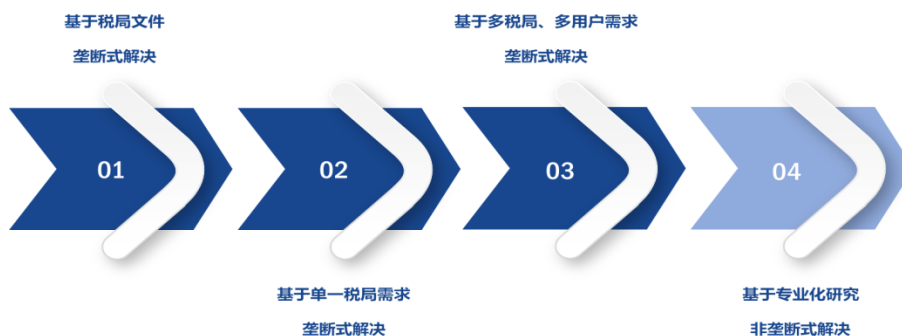 基于税局文件
垄断式解决
基于多税局、多用户需求
垄断式解决
01
02
03
04
基于单一税局需求
垄断式解决
基于专业化研究
非垄断式解决